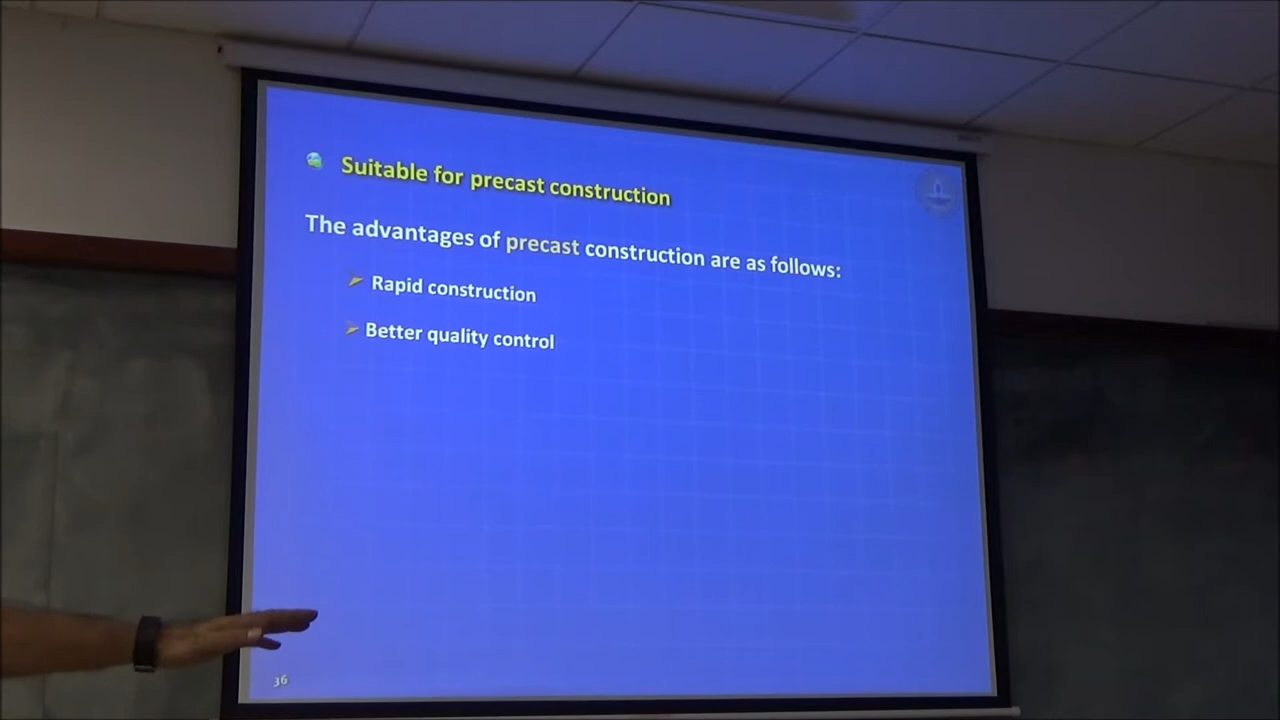 Suitable for precast construction
The advantages of precast construction are as follows:
Rapid construction
Better quality control
36